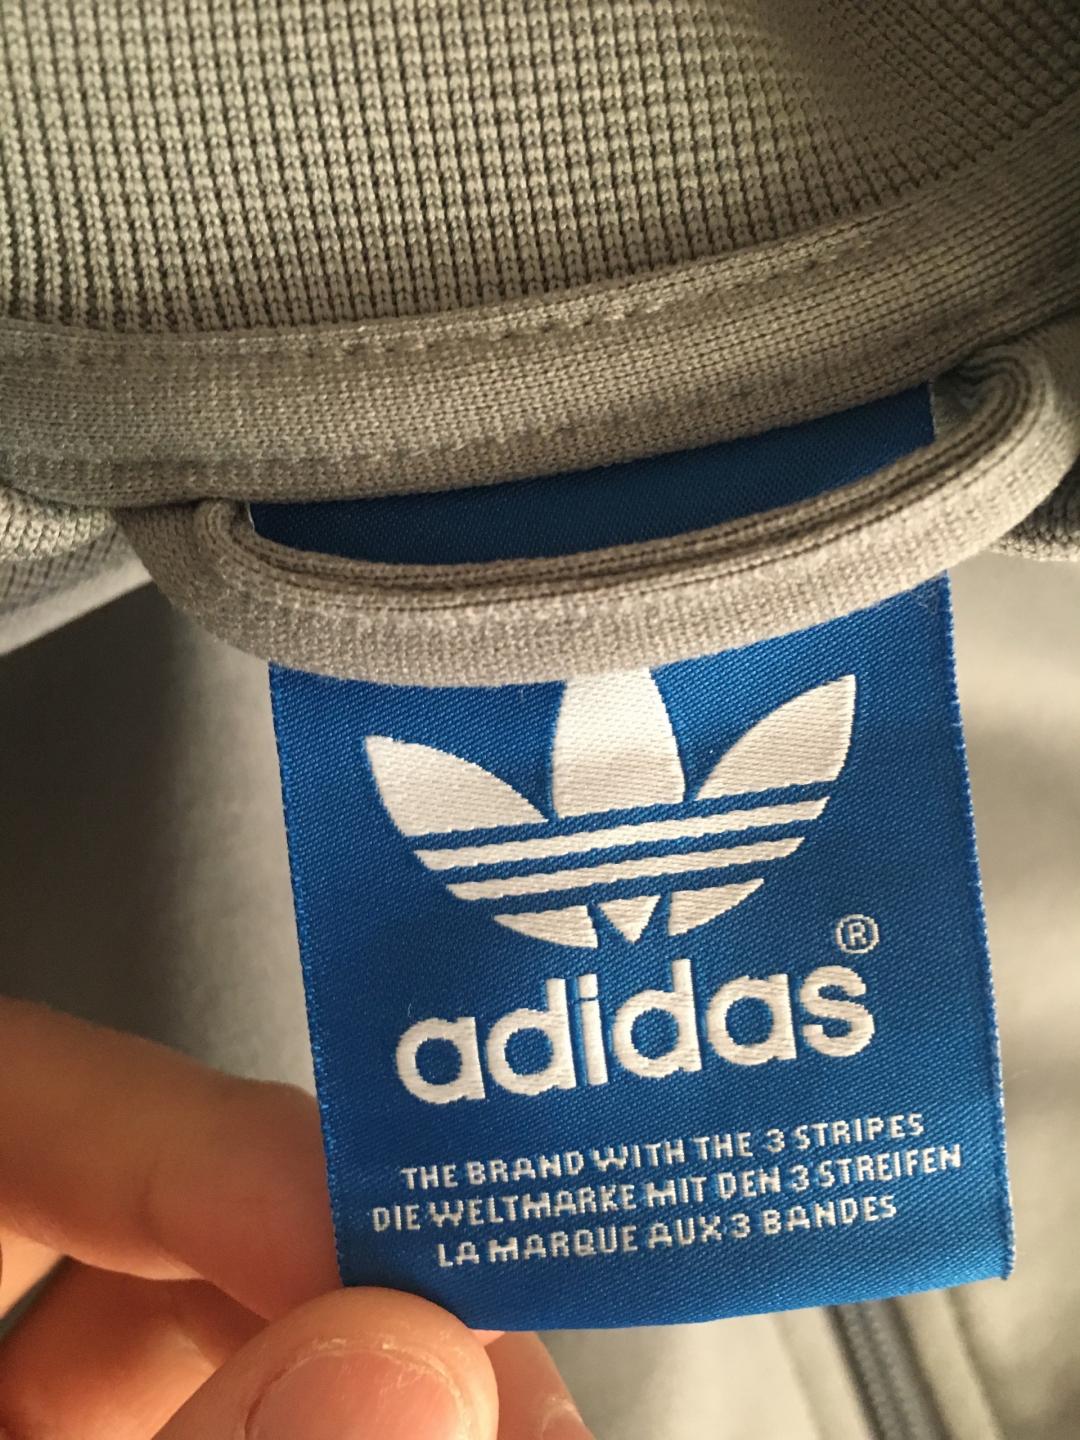 adidas®
THE BRAND WITH THE 3 STRIPES
DIE WELTMARKE MIT DEN 3 STREIFEN
LA MARQUE AUX 3 BANDES